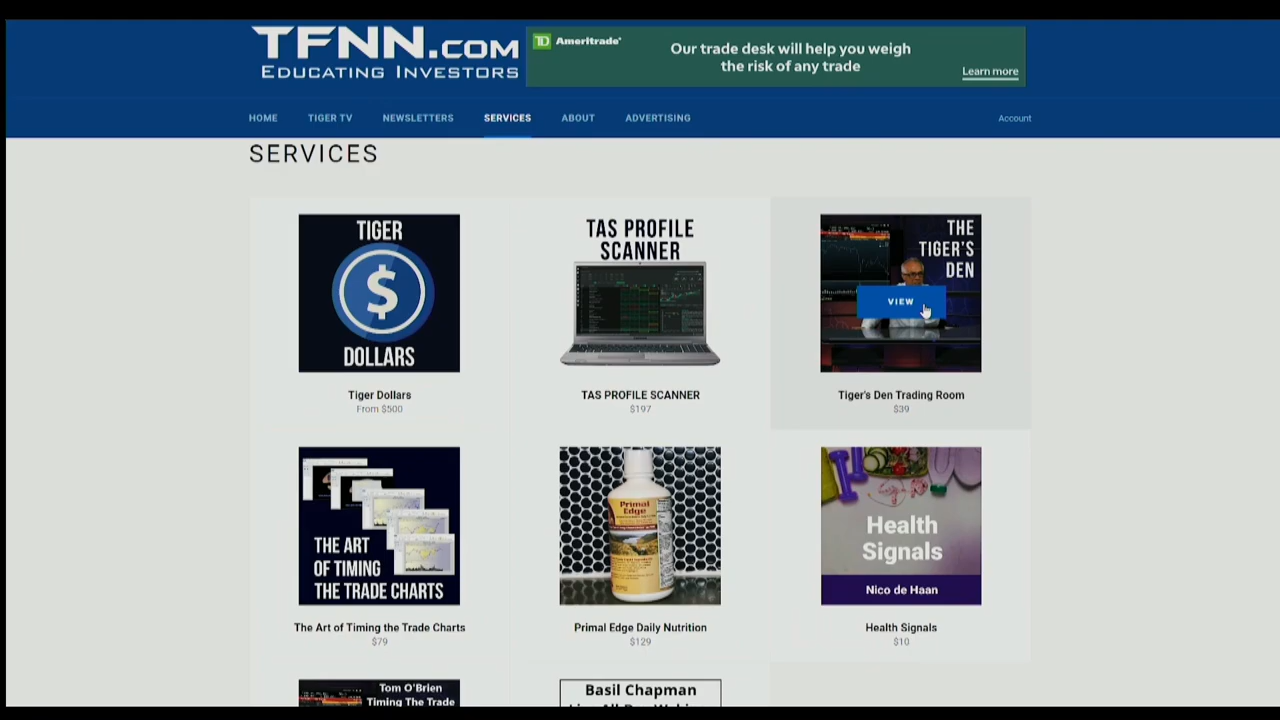 TFNN.COM
EDUCATING INVESTORS
TD Ameritrade
Our trade desk will help you weigh
the risk of any trade
Learn more
HOME TIGER TV NEWSLETTERS SERVICES ABOUT ADVERTISING Account
SERVICES
TIGER
$
DOLLARS
Tiger Dollars
From $500
TAS PROFILE
SCANNER
TAS PROFILE SCANNER
$197
THE
TIGER'S
DEN
VIEW
Tiger's Den Trading Room
$39
THE ART
OF TIMING
THE TRADE CHARTS
The Art of Timing the Trade Charts
$79
Primal
Edge
Primal Edge Daily Nutrition
$129
Health
Signals
Nico de Haan
Health Signals
$10
Tom O'Brien
Timing The Trade
Basil Chapman